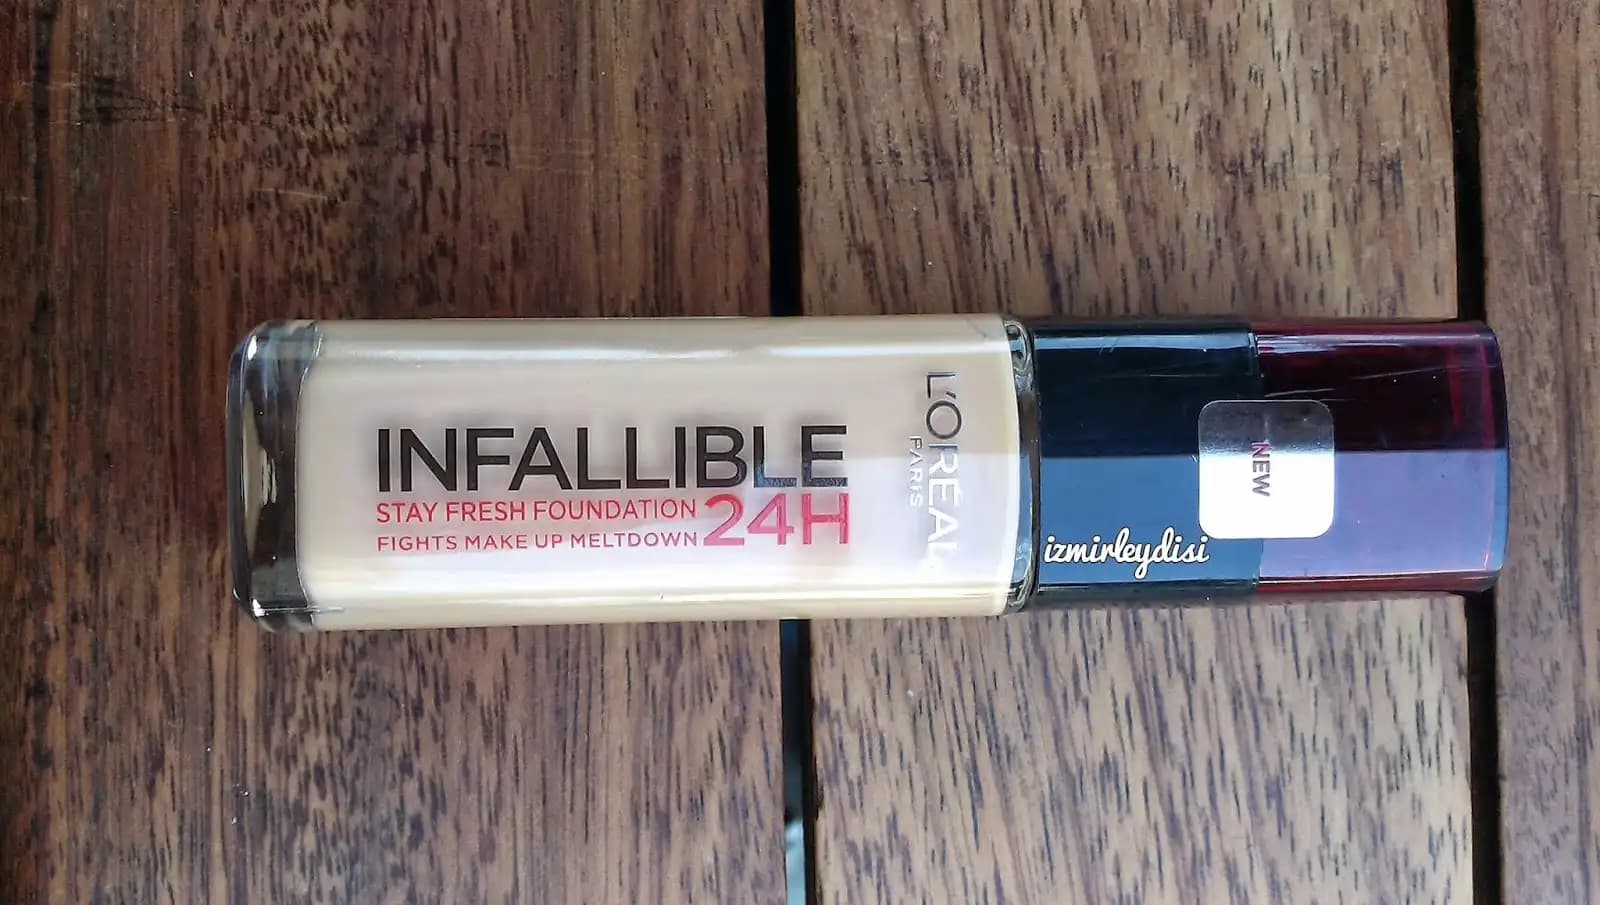 INFALLIBLE
STAY FRESH FOUNDATION
FIGHTS MAKE UP MELTDOWN
24H
L'ORÉAL
PARIS
izmirleydisi
NEW